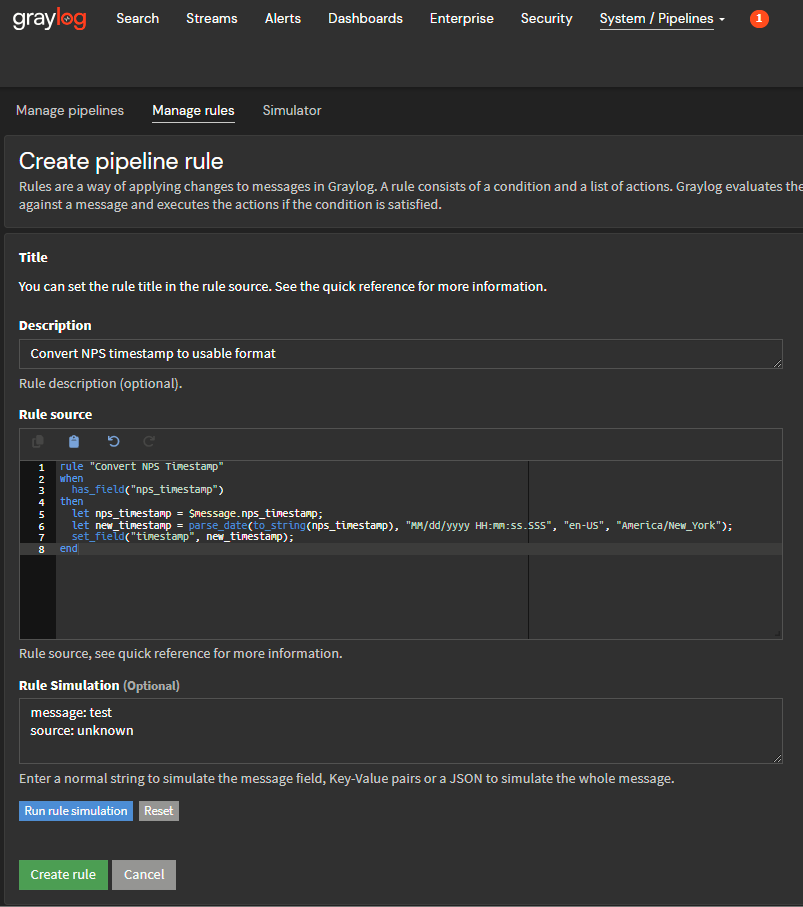 graylog Search Streams Alerts Dashboards Enterprise Security System / Pipelines 1
Manage pipelines Manage rules Simulator
Create pipeline rule
Rules are a way of applying changes to messages in Graylog. A rule consists of a condition and a list of actions. Graylog evaluates the
against a message and executes the actions if the condition is satisfied.
Title
You can set the rule title in the rule source. See the quick reference for more information.
Description
Convert NPS timestamp to usable format
Rule description (optional).
Rule source
1 rule "Convert NPS Timestamp"
2 when
3 has_field("nps_timestamp")
4 then
5 let nps_timestamp = $message.nps_timestamp;
6 let new_timestamp = parse_date(to_string(nps_timestamp), "MM/dd/yyyy HH:mm:ss.SSS", "en-US", "America/New_York");
7 set_field("timestamp", new_timestamp);
8 end
Rule source, see quick reference for more information.
Rule Simulation (Optional)
message: test
source: unknown
Enter a normal string to simulate the message field, Key-Value pairs or a JSON to simulate the whole message.
Run rule simulation Reset
Create rule Cancel